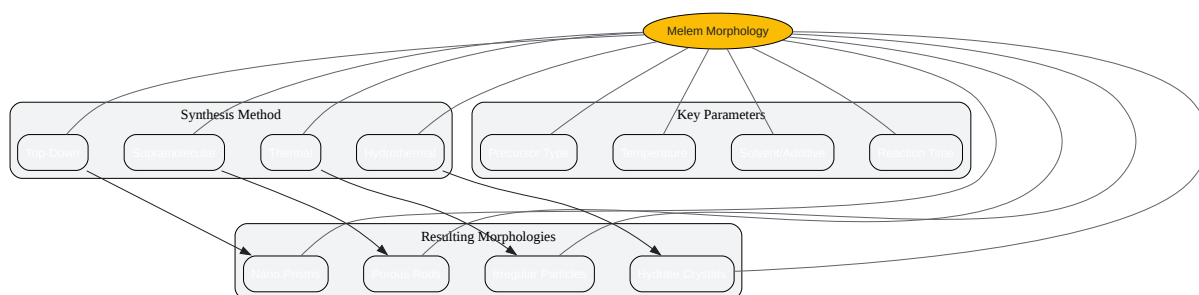 Melem Morphology
Synthesis Method
Key Parameters
Top-Down
Supramolecular
Thermal
Hydrothermal
Precursor Type
Temperature
Solvent/Additive
Reaction Time
Resulting Morphologies
Nano Prisms
Porous Rods
Irregular Particles
Hydrate Crystals